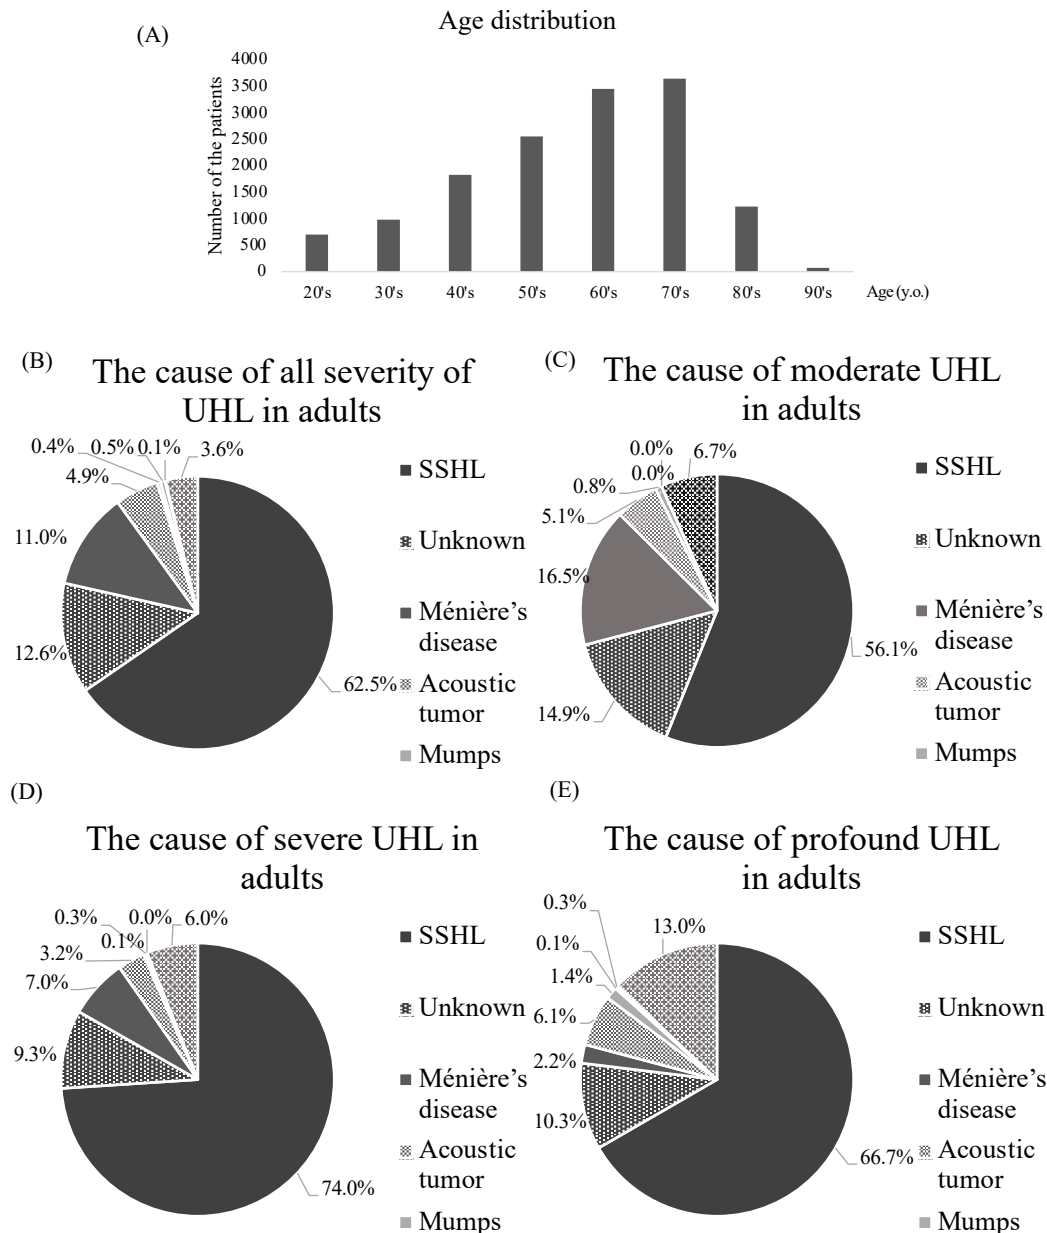 (A)
Age distribution
Number of the patients
4000
3500
3000
2500
2000
1500
1000
500
0
20's 30's 40's 50's 60's 70's 80's 90's Age (y.o.)
(B)
The cause of all severity of
UHL in adults
0.4% 0.5% 0.1% 3.6%
4.9%
11.0%
12.6%
62.5%
SSHL
Unknown
Ménière's
disease
Acoustic
tumor
Mumps
(C)
The cause of moderate UHL
in adults
0.0%
6.7%
0.0%
0.8%
5.1%
16.5%
14.9%
56.1%
SSHL
Unknown
Ménière's
disease
Acoustic
tumor
Mumps
(D)
The cause of severe UHL in
adults
0.3% 0.0% 6.0%
0.1%
3.2%
7.0%
9.3%
74.0%
SSHL
Unknown
Ménière's
disease
Acoustic
tumor
Mumps
(E)
The cause of profound UHL
in adults
0.3%
13.0%
0.1%
1.4%
6.1%
2.2%
10.3%
66.7%
SSHL
Unknown
Ménière's
disease
Acoustic
tumor
Mumps